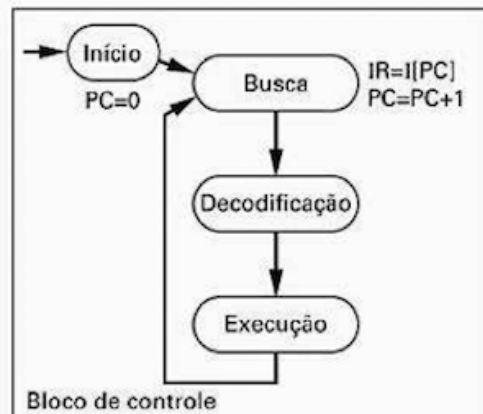 Início
PC=0
Busca
IR=I[PC]
PC=PC+1
Decodificação
Execução
Bloco de controle